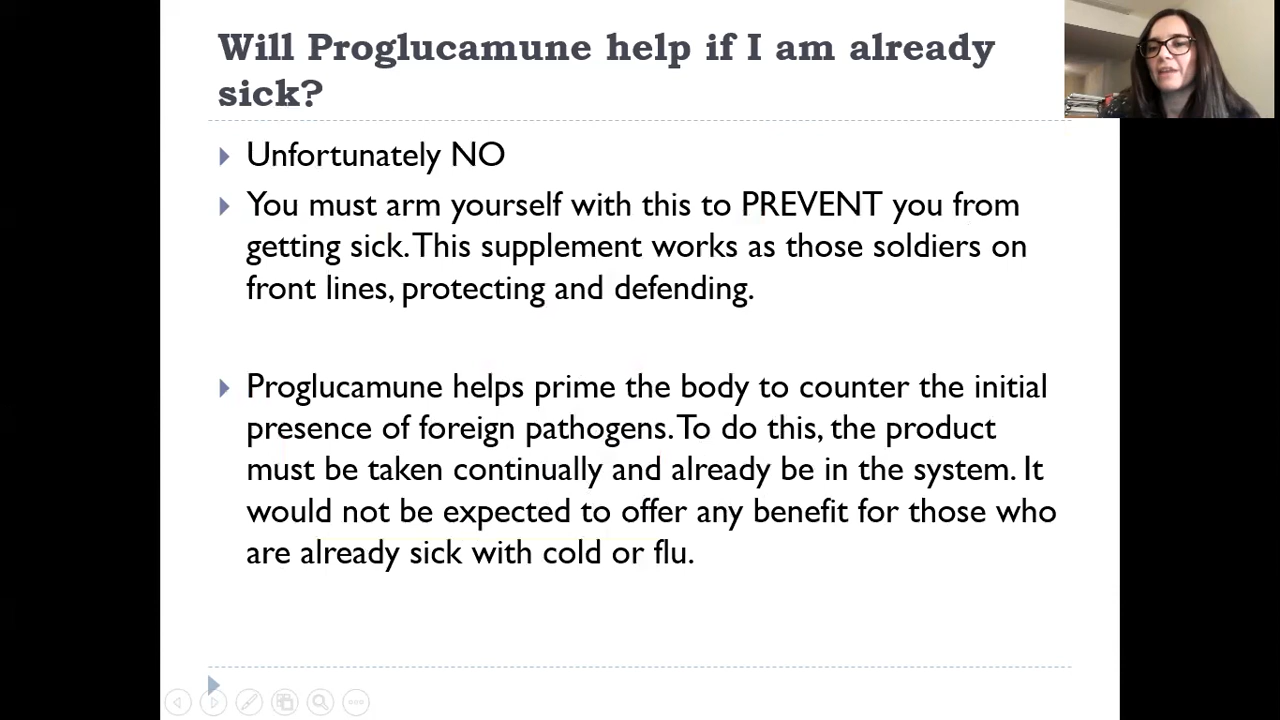 Will Proglucamune help if I am already
sick?
Unfortunately NO
You must arm yourself with this to PREVENT you from
getting sick. This supplement works as those soldiers on
front lines, protecting and defending.
Proglucamune helps prime the body to counter the initial
presence of foreign pathogens. To do this, the product
must be taken continually and already be in the system. It
would not be expected to offer any benefit for those who
are already sick with cold or flu.